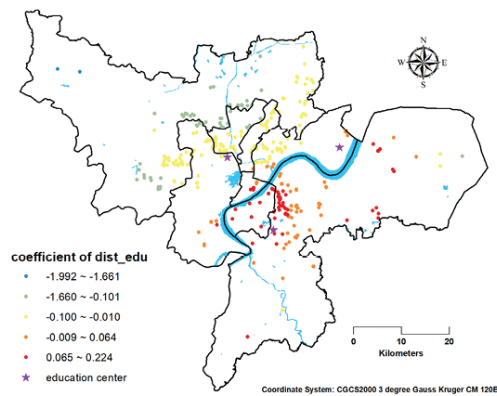 N
W E
S
coefficient of dist_edu
-1.992 ~ -1.661
-1.660 ~ -0.101
-0.100 ~ -0.010
-0.009 ~ 0.064
0.065 ~ 0.224
education center
0 10 20
Kilometers
Coordinate System: CGCS2000 3 degree Gauss Kruger CM 120E